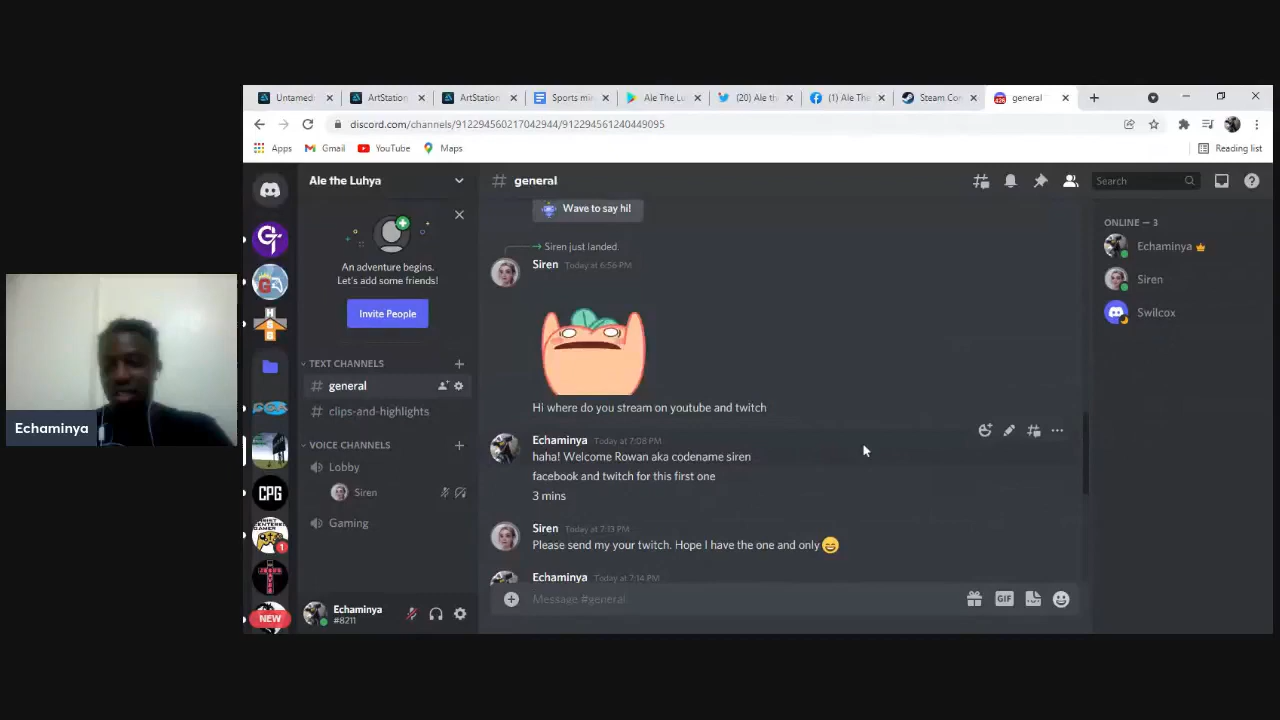 Untamed
ArtStation
ArtStation
Sports min
Ale The Lu
(20) Ale th
(1) Ale The
Steam Con
general
discord.com/channels/912294560217042944/912294561240449095
Apps
Gmail
YouTube
Maps
Reading list
Ale the Luhya
general
Search
An adventure begins.
Let's add some friends!
Invite People
TEXT CHANNELS
general
clips-and-highlights
VOICE CHANNELS
Lobby
Siren
Gaming
CPG
1
NEW
Echaminya
#8211
Wave to say hi!
Siren just landed.
Siren Today at 6:56 PM
Hi where do you stream on youtube and twitch
Echaminya Today at 7:08 PM
haha! Welcome Rowan aka codename siren
facebook and twitch for this first one
3 mins
Siren Today at 7:13 PM
Please send my your twitch. Hope I have the one and only
Echaminya Today at 7:14 PM
Message #general
GIF
ONLINE — 3
Echaminya
Siren
Swilcox
Echaminya